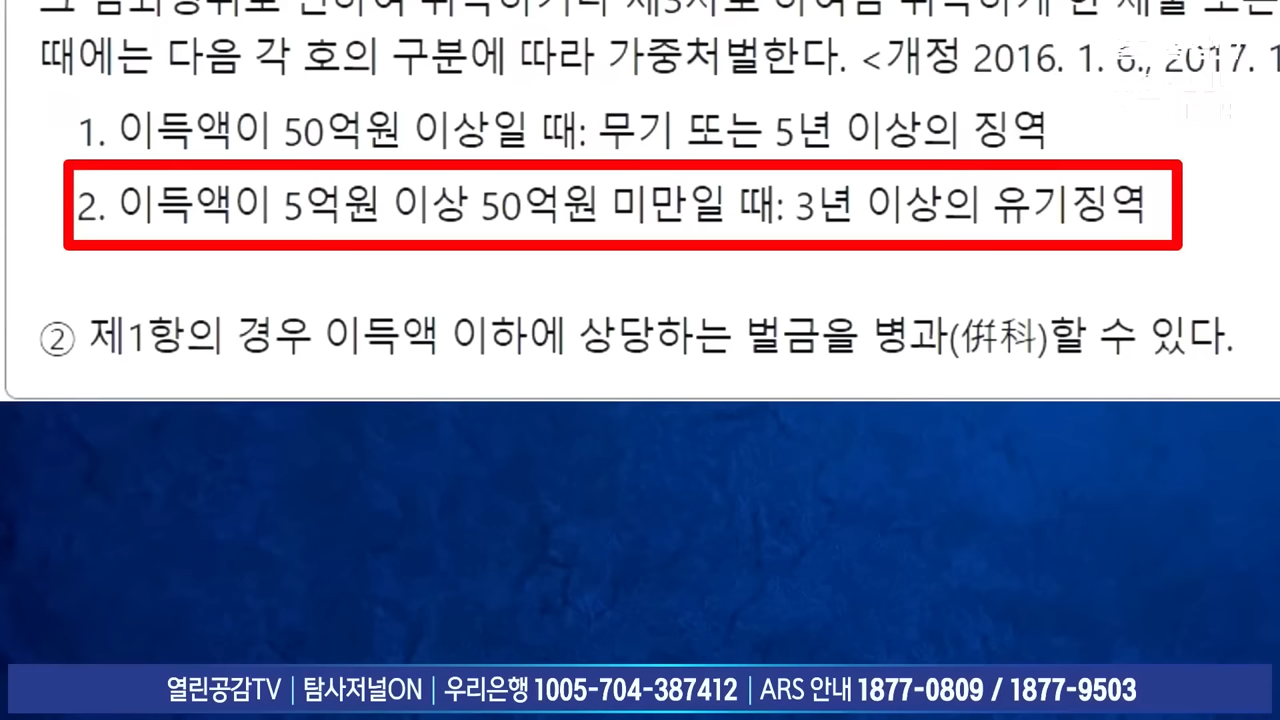 때에는 다음 각 호의 구분에 따라 가중처벌한다. <개정 2016. 1. 6., 2017. 1
1. 이득액이 50억원 이상일 때: 무기 또는 5년 이상의 징역
2. 이득액이 5억원 이상 50억원 미만일 때: 3년 이상의 유기징역
② 제1항의 경우 이득액 이하에 상당하는 벌금을 병과(倂科)할 수 있다.
열린공감TV | 탐사저널ON | 우리은행 1005-704-387412 | ARS 안내 1877-0809 / 1877-9503